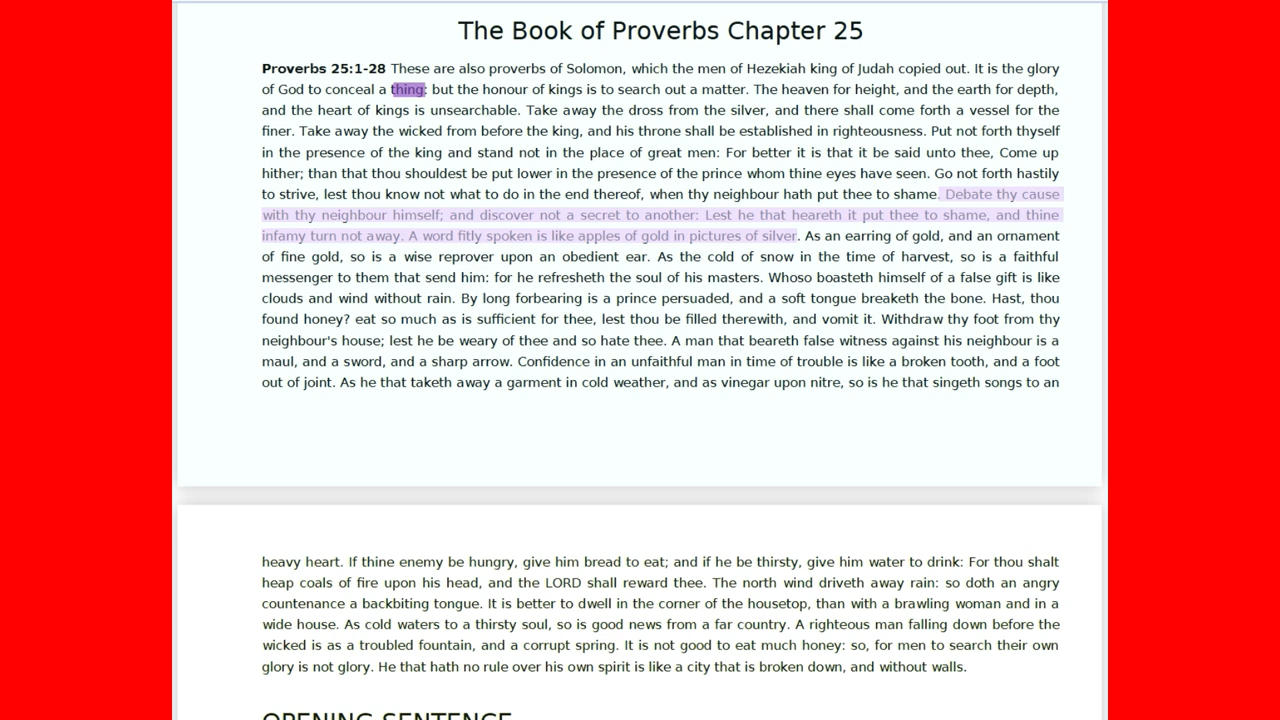 The Book of Proverbs Chapter 25
Proverbs 25:1-28 These are also proverbs of Solomon, which the men of Hezekiah king of Judah copied out. It is the glory
of God to conceal a thing: but the honour of kings is to search out a matter. The heaven for height, and the earth for depth,
and the heart of kings is unsearchable. Take away the dross from the silver, and there shall come forth a vessel for the
finer. Take away the wicked from before the king, and his throne shall be established in righteousness. Put not forth thyself
in the presence of the king and stand not in the place of great men: For better it is that it be said unto thee, Come up
hither; than that thou shouldest be put lower in the presence of the prince whom thine eyes have seen. Go not forth hastily
to strive, lest thou know not what to do in the end thereof, when thy neighbour hath put thee to shame. Debate thy cause
with thy neighbour himself; and discover not a secret to another: Lest he that heareth it put thee to shame, and thine
infamy turn not away. A word fitly spoken is like apples of gold in pictures of silver. As an earring of gold, and an ornament
of fine gold, so is a wise reprover upon an obedient ear. As the cold of snow in the time of harvest, so is a faithful
messenger to them that send him: for he refresheth the soul of his masters. Whoso boasteth himself of a false gift is like
clouds and wind without rain. By long forbearing is a prince persuaded, and a soft tongue breaketh the bone. Hast, thou
found honey? eat so much as is sufficient for thee, lest thou be filled therewith, and vomit it. Withdraw thy foot from thy
neighbour's house; lest he be weary of thee and so hate thee. A man that beareth false witness against his neighbour is a
maul, and a sword, and a sharp arrow. Confidence in an unfaithful man in time of trouble is like a broken tooth, and a foot
out of joint. As he that taketh away a garment in cold weather, and as vinegar upon nitre, so is he that singeth songs to an
heavy heart. If thine enemy be hungry, give him bread to eat; and if he be thirsty, give him water to drink: For thou shalt
heap coals of fire upon his head, and the LORD shall reward thee. The north wind driveth away rain: so doth an angry
countenance a backbiting tongue. It is better to dwell in the corner of the housetop, than with a brawling woman and in a
wide house. As cold waters to a thirsty soul, so is good news from a far country. A righteous man falling down before the
wicked is as a troubled fountain, and a corrupt spring. It is not good to eat much honey: so, for men to search their own
glory is not glory. He that hath no rule over his own spirit is like a city that is broken down, and without walls.
OPENING SENTENCE